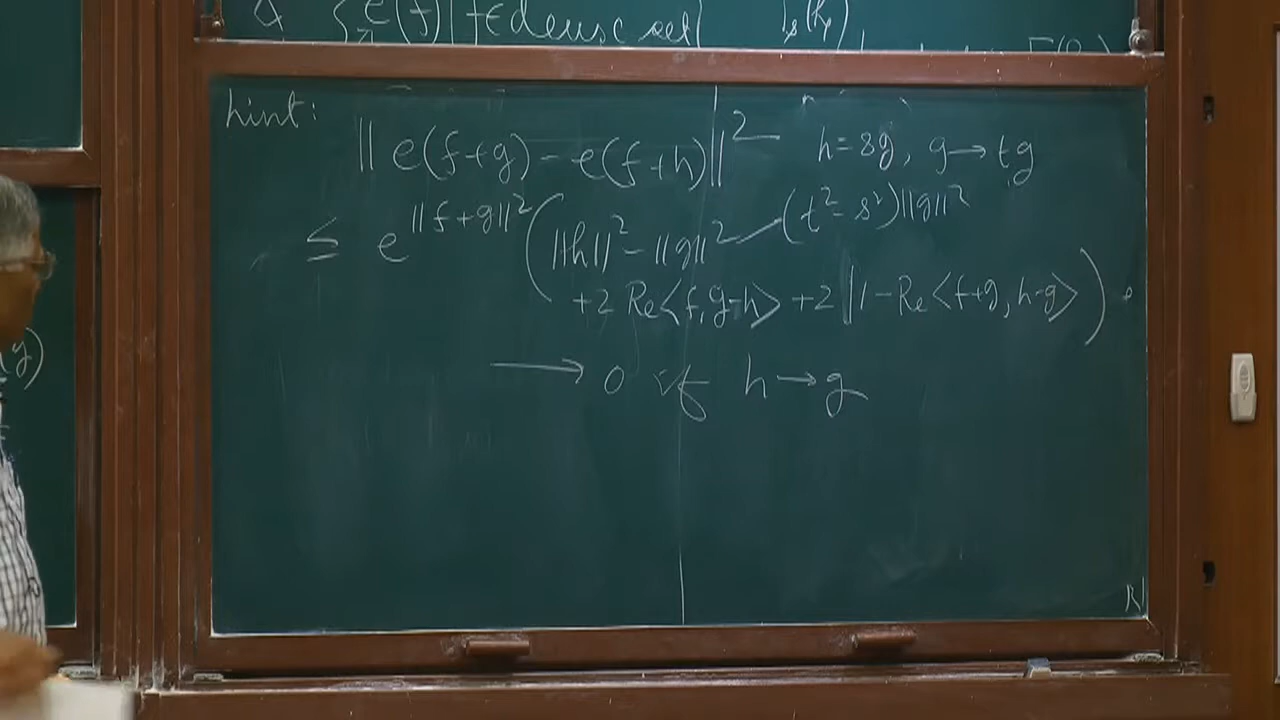 {e(f) | f ∈ dense set}
hint:
|| e(f+g) - e(f+h) ||² h = sg, g → tg
≤ e^{||f+g||²} ( ||h||² - ||g||² (t² - s²)||g||²
+ 2 Re<f, g-h> + 2 |1 - Re<f+g, h-g>| ) .
→ 0 if h → g